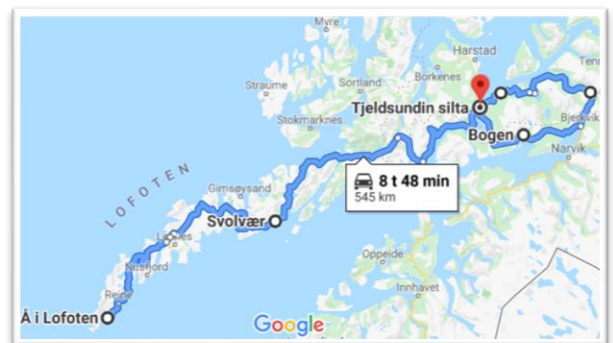 Myre
Harstad
Tenn
Borkenes
Straume
Sortland
Tjeldsundin silta
Stokmarknes
Bogen
Bjerkvik
Narvik
8 t 48 min
545 km
LOFOTEN
Gimsøysand
Svolvær
Oppeide
Innhavet
Reine
Å i Lofoten
Google